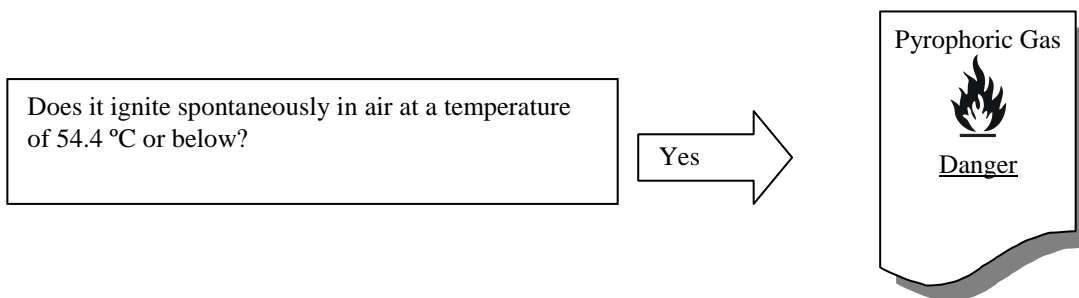 Does it ignite spontaneously in air at a temperature
of 54.4 ºC or below?
Yes
Pyrophoric Gas
Danger